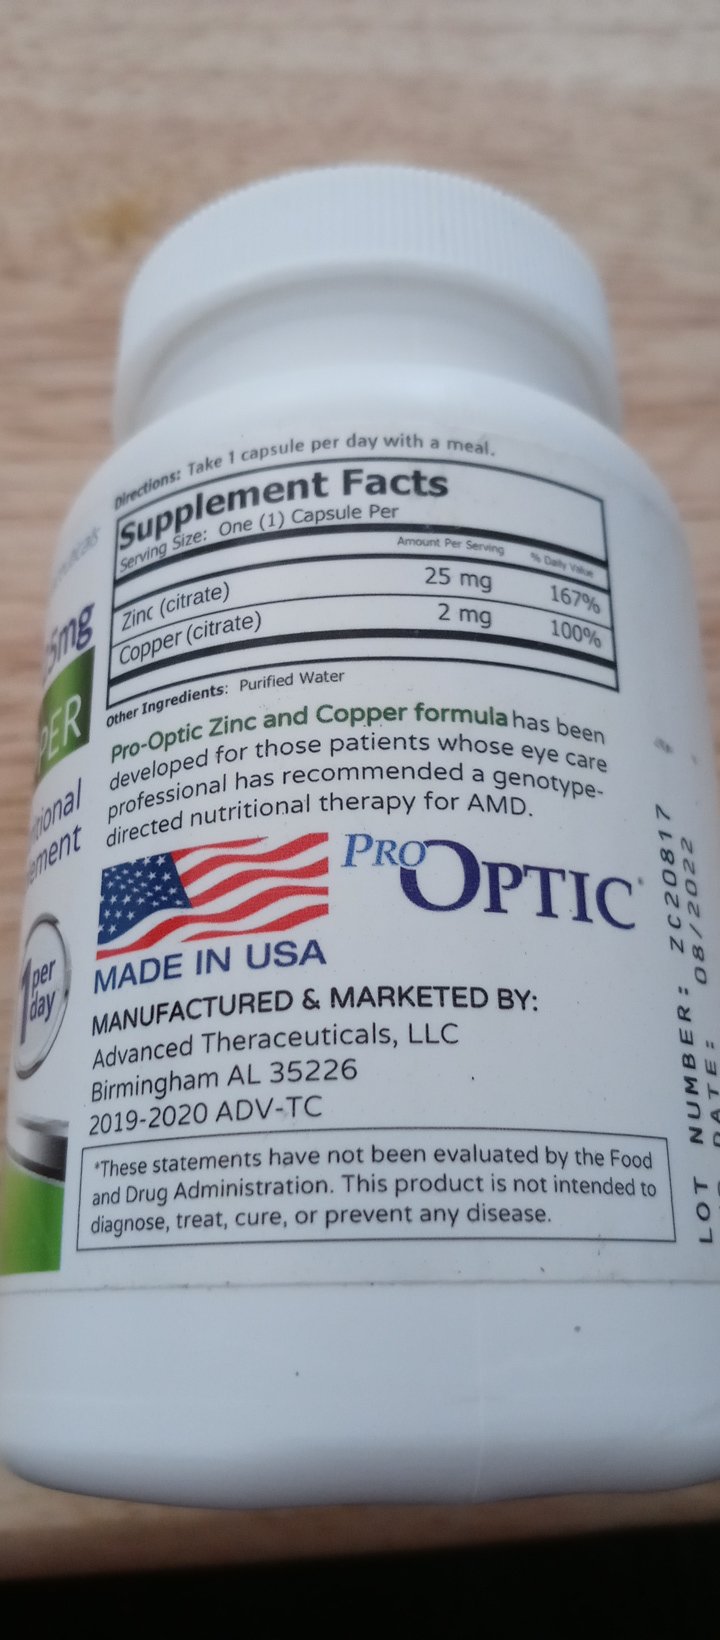 Directions: Take 1 capsule per day with a meal.
Supplement Facts
Serving Size: One (1) Capsule Per
Amount Per Serving % Daily Value
Zinc (citrate) 25 mg 167%
Copper (citrate) 2 mg 100%
Other Ingredients: Purified Water
Pro-Optic Zinc and Copper formula has been
developed for those patients whose eye care
professional has recommended a genotype-
directed nutritional therapy for AMD.
PRO OPTIC
MADE IN USA
MANUFACTURED & MARKETED BY:
Advanced Theraceuticals, LLC
Birmingham AL 35226
2019-2020 ADV-TC
*These statements have not been evaluated by the Food
and Drug Administration. This product is not intended to
diagnose, treat, cure, or prevent any disease.
5mg
PER
1 per
day
LOT NUMBER: ZC20817
DATE: 08/2022